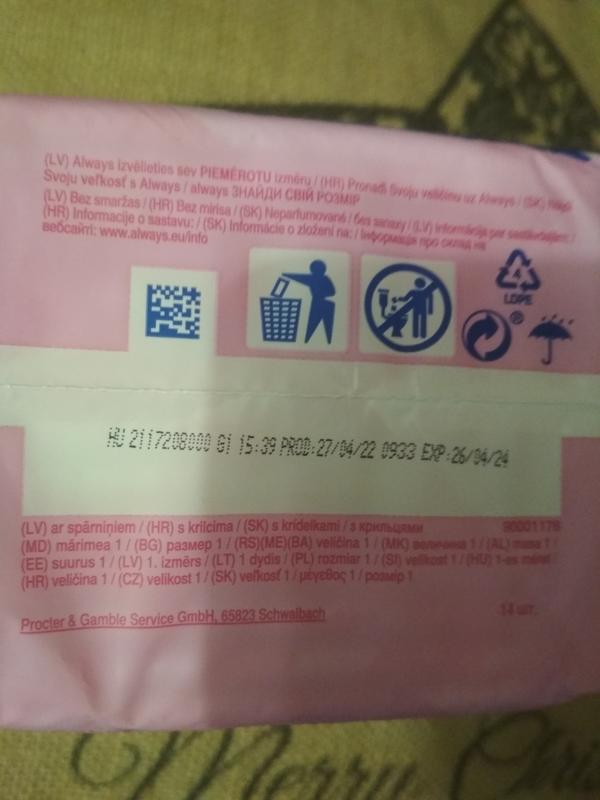 (LV) Always izvēlieties sev PIEMĒROTU izmēru / (HR) Pronađi Svoju veličinu uz Always / (SK) Nájdi
Svoju veľkosť s Always / always ЗНАЙДИ СВІЙ РОЗМІР
(LV) Bez smaržas / (HR) Bez mirisa / (SK) Neparfumované / без запаху / (LV) Informācija par sastāvdaļām: /
(HR) Informacije o sastavu: / (SK) Informácie o zložení na: / Інформація про склад на
вебсайті: www.always.eu/info
4
LDPE
®
HU 2117208000 GI 15:39 PROD:27/04/22 0933 EXP:26/04/24
(LV) ar spārniņiem / (HR) s krilcima / (SK) s krídelkami / з крильцями
90001178
(MD) mărimea 1 / (BG) размер 1 / (RS)(ME)(BA) veličina 1 / (MK) величина 1 / (AL) masa 1 /
(EE) suurus 1 / (LV) 1. izmērs / (LT) 1 dydis / (PL) rozmiar 1 / (SI) velikost 1 / (HU) 1-es méret /
(HR) veličina 1 / (CZ) velikost 1 / (SK) veľkosť 1 / μέγεθος 1 / розмір 1
14 шт.
Procter & Gamble Service GmbH, 65823 Schwalbach
Merry Chris